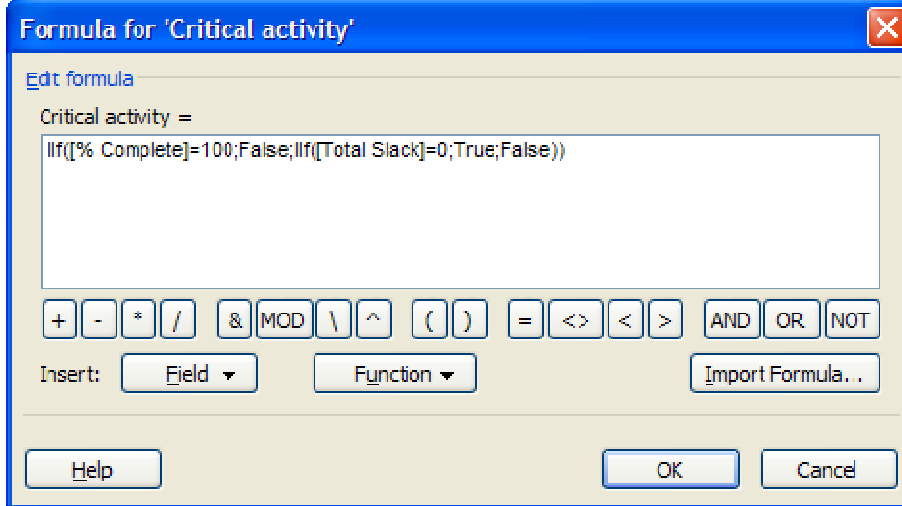 Formula for 'Critical activity'
Edit formula
Critical activity =
IIf([% Complete]=100;False;IIf([Total Slack]=0;True;False))
+ - * / & MOD \ ^ ( ) = <> < > AND OR NOT
Insert: Field Function Import Formula...
Help OK Cancel